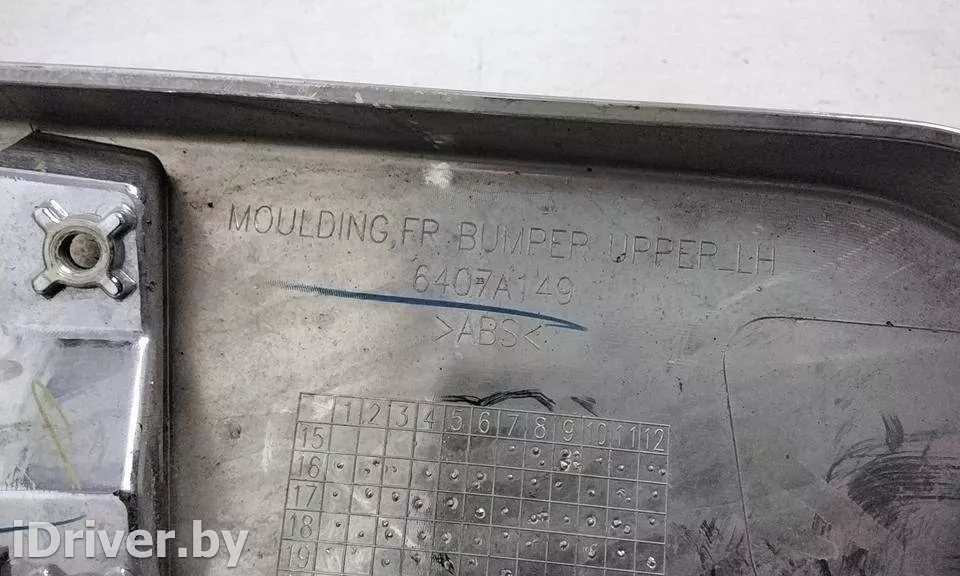 MOULDING,FR BUMPER UPPER_LH
6407A149
>ABS<
1 2 3 4 5 6 7 8 9 10 11 12
15
16
17
18
19
iDriver.by